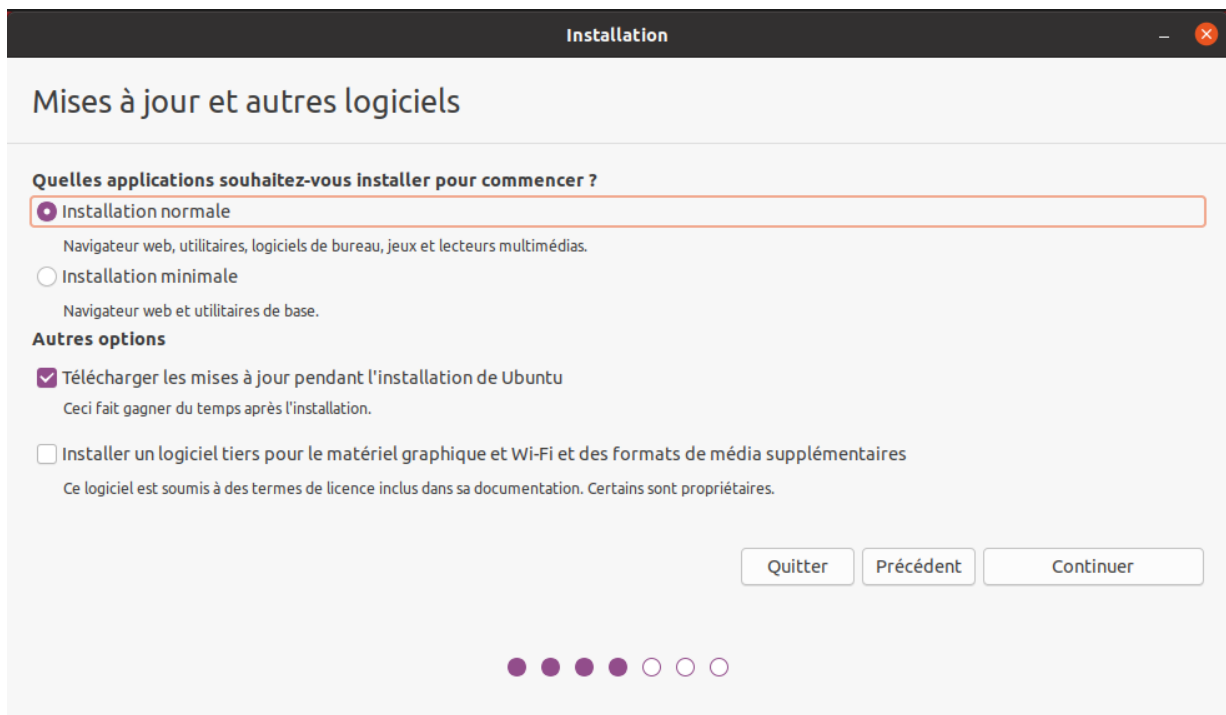 Installation
Mises à jour et autres logiciels
Quelles applications souhaitez-vous installer pour commencer ?
Installation normale
Navigateur web, utilitaires, logiciels de bureau, jeux et lecteurs multimédias.
Installation minimale
Navigateur web et utilitaires de base.
Autres options
Télécharger les mises à jour pendant l'installation de Ubuntu
Ceci fait gagner du temps après l'installation.
Installer un logiciel tiers pour le matériel graphique et Wi-Fi et des formats de média supplémentaires
Ce logiciel est soumis à des termes de licence inclus dans sa documentation. Certains sont propriétaires.
Quitter Précédent Continuer